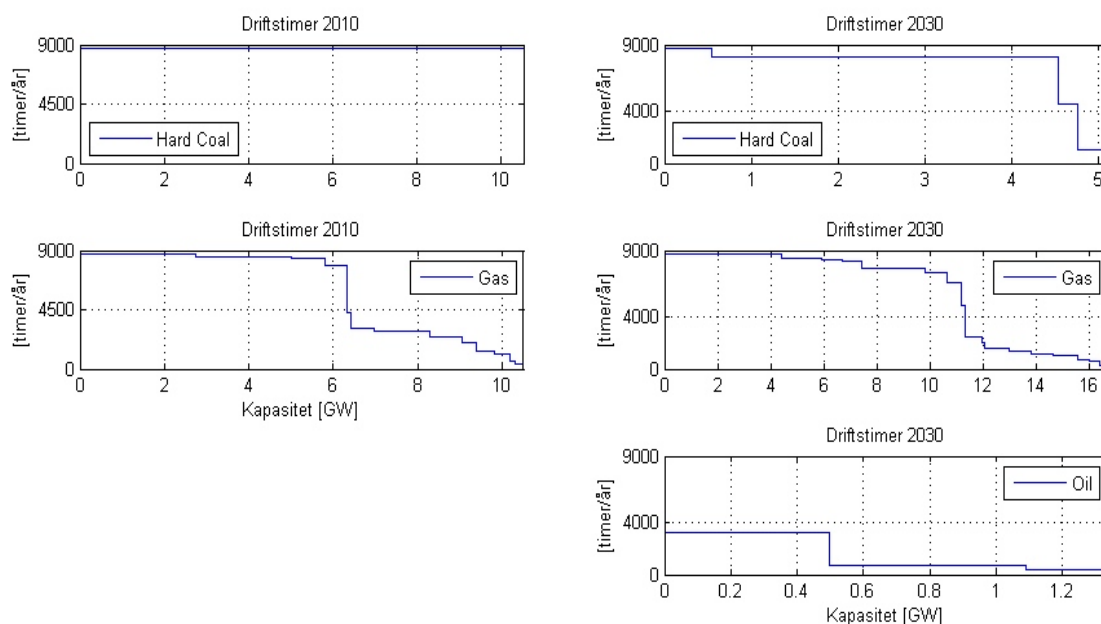 Driftstimer 2010
9000
4500
0
[timer/år]
Hard Coal
0 2 4 6 8 10
Driftstimer 2030
9000
4000
0
[timer/år]
Hard Coal
0 1 2 3 4 5
Driftstimer 2010
9000
4500
0
[timer/år]
Gas
0 2 4 6 8 10
Kapasitet [GW]
Driftstimer 2030
9000
4000
0
[timer/år]
Gas
0 2 4 6 8 10 12 14 16
Driftstimer 2030
9000
4000
0
[timer/år]
Oil
0 0.2 0.4 0.6 0.8 1 1.2
Kapasitet [GW]